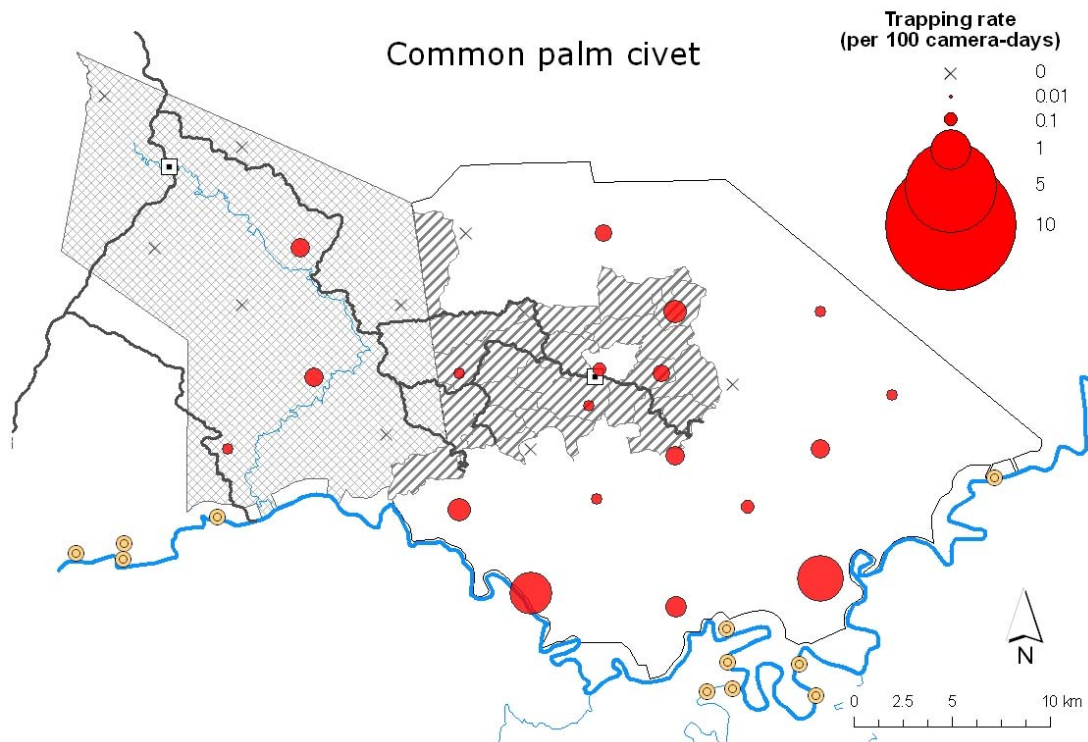 Common palm civet
Trapping rate
(per 100 camera-days)
0
0.01
0.1
1
5
10
N
0 2.5 5 10 km